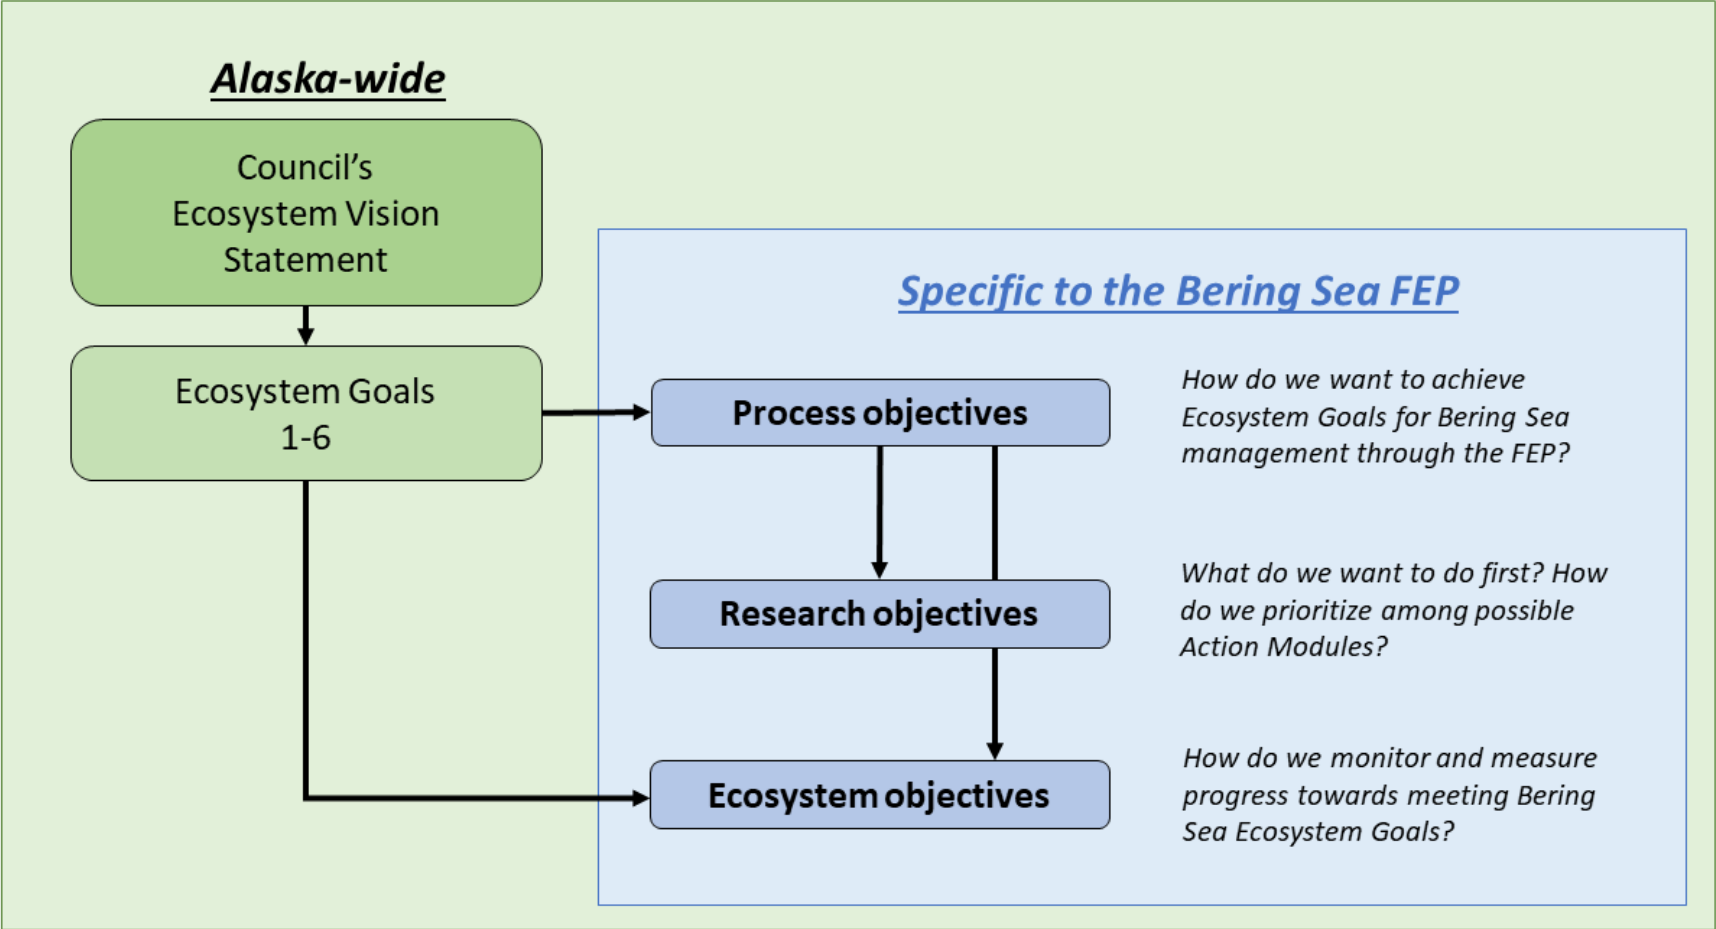 Alaska-wide
Council’s
Ecosystem Vision
Statement
Ecosystem Goals
1-6
Specific to the Bering Sea FEP
Process objectives
How do we want to achieve
Ecosystem Goals for Bering Sea
management through the FEP?
Research objectives
What do we want to do first? How
do we prioritize among possible
Action Modules?
Ecosystem objectives
How do we monitor and measure
progress towards meeting Bering
Sea Ecosystem Goals?